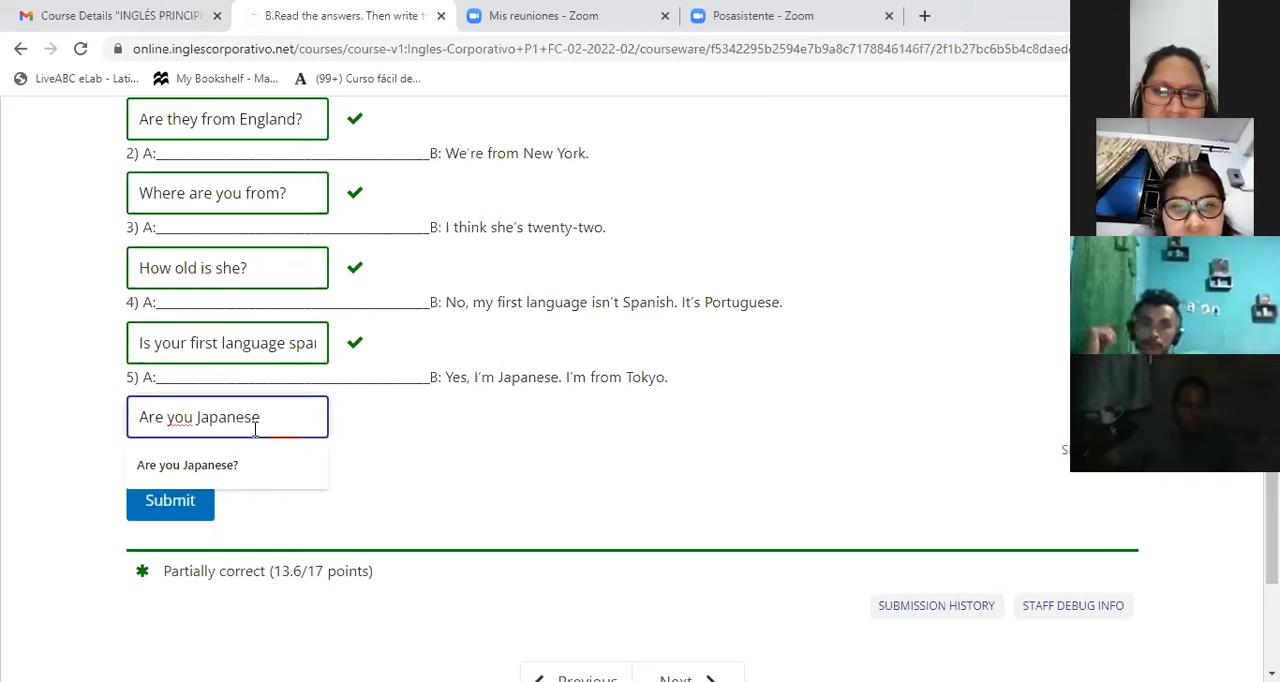 Course Details "INGLÉS PRINCIPI
B.Read the answers. Then write t
Mis reuniones - Zoom
Posasistente - Zoom
online.inglescorporativo.net/courses/course-v1:Ingles-Corporativo+P1+FC-02-2022-02/courseware/f5342295b2594e7b9a8c7178846146f7/2f1b27bc6b5b4c8daed
LiveABC eLab - Lati...
My Bookshelf - Ma...
(99+) Curso fácil de...
Are they from England?
2) A:________________________________B: We're from New York.
Where are you from?
3) A:________________________________B: I think she's twenty-two.
How old is she?
4) A:________________________________B: No, my first language isn't Spanish. It's Portuguese.
Is your first language spa
5) A:________________________________B: Yes, I'm Japanese. I'm from Tokyo.
Are you Japanese
Are you Japanese?
Submit
Partially correct (13.6/17 points)
SUBMISSION HISTORY
STAFF DEBUG INFO
Previous
Next